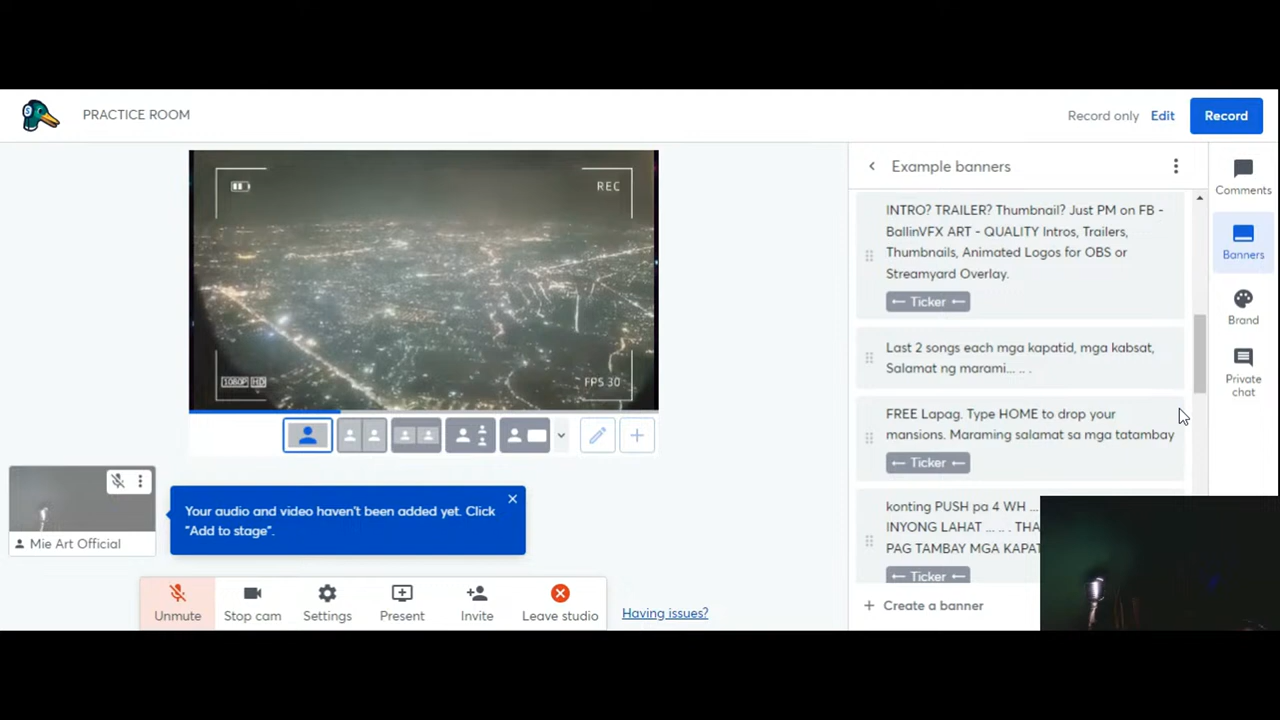 PRACTICE ROOM
Record only
Edit
Record
REC
1080P HD
FPS 30
Mie Art Official
Your audio and video haven't been added yet. Click
"Add to stage".
Unmute
Stop cam
Settings
Present
Invite
Leave studio
Having issues?
Example banners
INTRO? TRAILER? Thumbnail? Just PM on FB -
BallinVFX ART - QUALITY Intros, Trailers,
Thumbnails, Animated Logos for OBS or
Streamyard Overlay.
← Ticker ←
Last 2 songs each mga kapatid, mga kabsat,
Salamat ng marami... .. .
← Ticker ←
FREE Lapag. Type HOME to drop your
mansions. Maraming salamat sa mga tatambay
← Ticker ←
konting PUSH pa 4 WH ...
INYONG LAHAT ... .. . THA
PAG TAMBAY MGA KAPAT
← Ticker ←
+ Create a banner
Comments
Banners
Brand
Private
chat